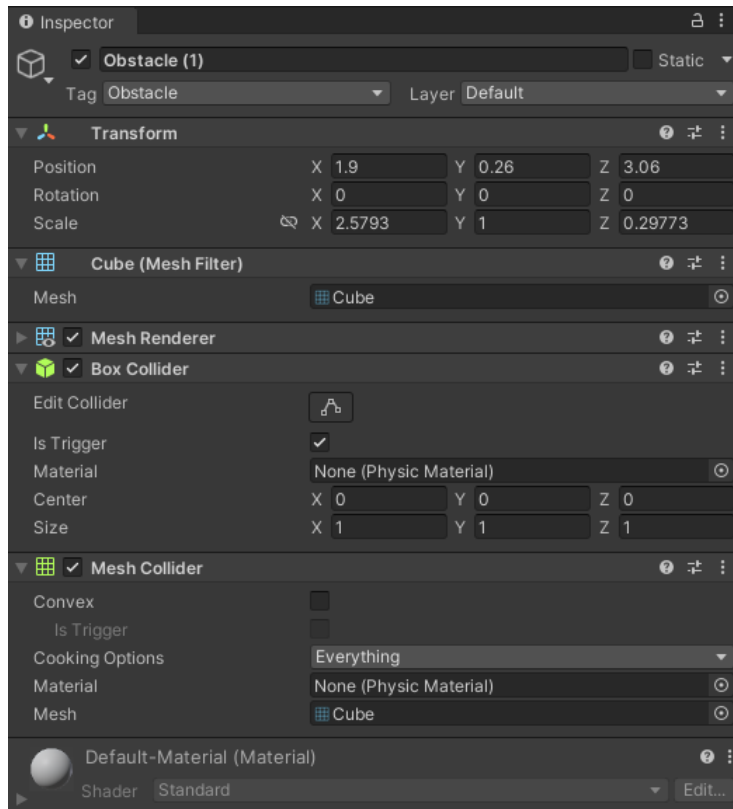 Inspector
Obstacle (1) Static
Tag Obstacle Layer Default
Transform
Position X 1.9 Y 0.26 Z 3.06
Rotation X 0 Y 0 Z 0
Scale X 2.5793 Y 1 Z 0.29773
Cube (Mesh Filter)
Mesh Cube
Mesh Renderer
Box Collider
Edit Collider
Is Trigger
Material None (Physic Material)
Center X 0 Y 0 Z 0
Size X 1 Y 1 Z 1
Mesh Collider
Convex
Is Trigger
Cooking Options Everything
Material None (Physic Material)
Mesh Cube
Default-Material (Material)
Shader Standard Edit...